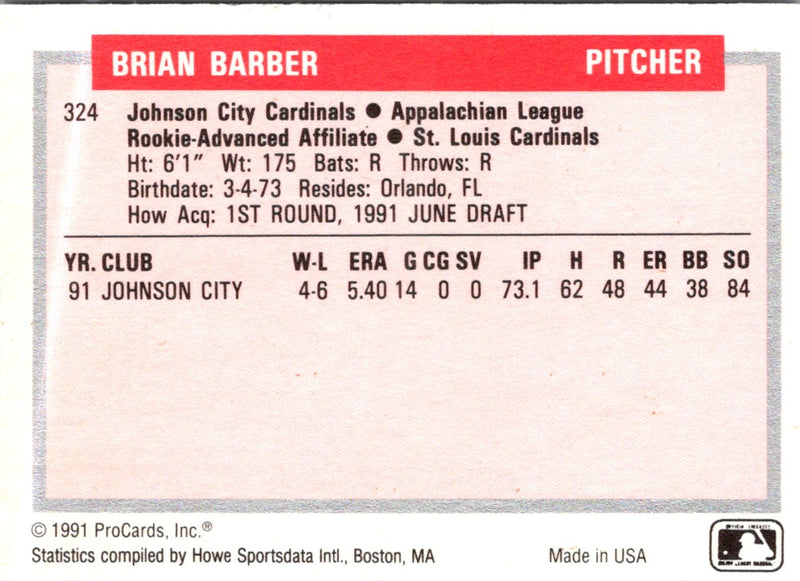 BRIAN BARBER PITCHER
324 Johnson City Cardinals ● Appalachian League
Rookie-Advanced Affiliate ● St. Louis Cardinals
Ht: 6'1" Wt: 175 Bats: R Throws: R
Birthdate: 3-4-73 Resides: Orlando, FL
How Acq: 1ST ROUND, 1991 JUNE DRAFT
YR. CLUB W-L ERA G CG SV IP H R ER BB SO
91 JOHNSON CITY 4-6 5.40 14 0 0 73.1 62 48 44 38 84
© 1991 ProCards, Inc.®
Statistics compiled by Howe Sportsdata Intl., Boston, MA Made in USA